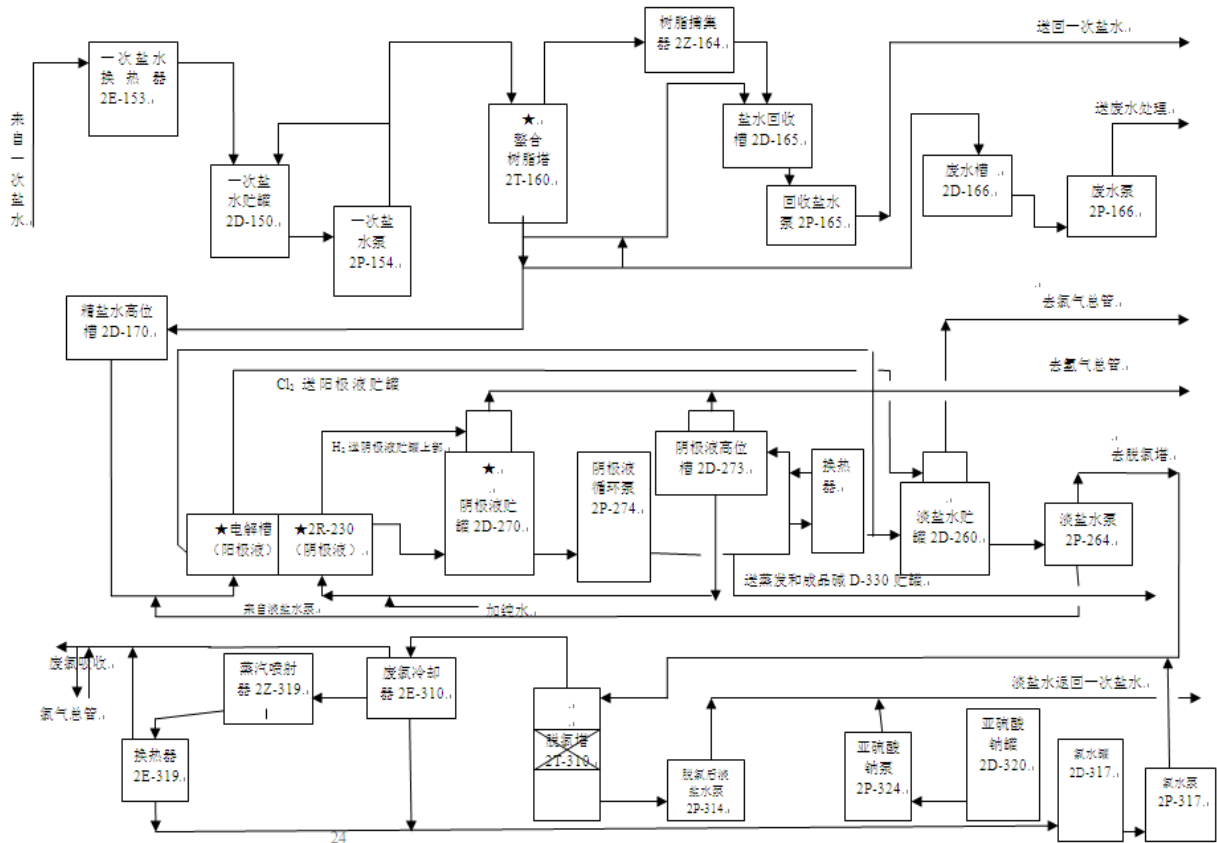 树脂捕集
器 2Z-164.
送回一次盐水.
一次盐水
换热器
2E-153.
来
自
一
次
盐
水.
★.
螯合
树脂塔
2T-160.
盐水回收
槽 2D-165.
送废水处理.
一次盐
水贮罐
2D-150.
废水槽.
2D-166.
废水泵
2P-166.
回收盐水
泵 2P-165.
一次盐
水泵
2P-154.
精盐水高位
槽 2D-170.
去氯气总管.
去氢气总管.
Cl₂ 送阳极液贮罐
H₂ 送阴极液贮罐上部.
阴极液高位
槽 2D-273.
去脱氯塔.
★.
阴极液贮
罐 2D-270.
阴极液
循环泵
2P-274.
换热
器.
淡盐水贮
罐 2D-260.
淡盐水泵
2P-264.
★电解槽
（阳极液）
★2R-230
（阴极液）.
送蒸发和成品碱 D-330 贮罐.
来自淡盐水泵.
加纯水.
废氯吸收.
氯气总管.
蒸汽喷射
器 2Z-319.
废氯冷却
器 2E-310.
淡盐水返回一次盐水.
换热器
2E-319.
脱氯塔
2T-310.
脱氯后淡
盐水泵
2P-314.
亚硫酸
钠泵
2P-324.
亚硫酸
钠罐
2D-320.
氯水罐
2D-317.
氯水泵
2P-317.
24